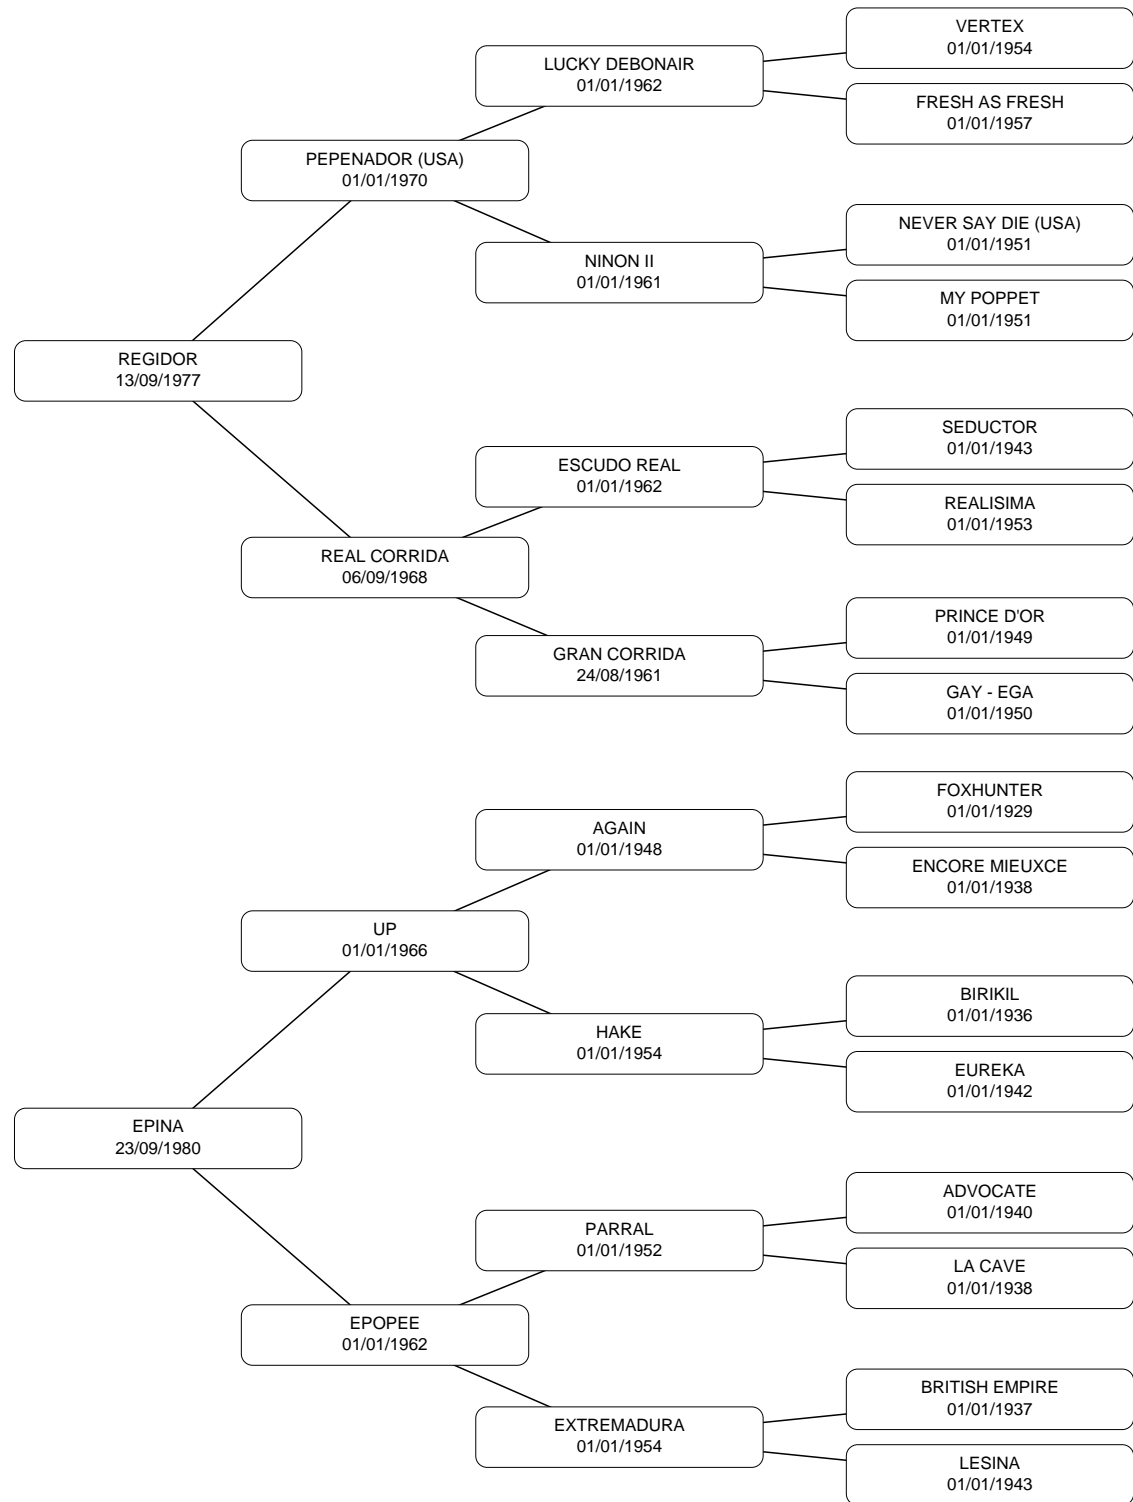 VERTEX
01/01/1954
LUCKY DEBONAIR
01/01/1962
FRESH AS FRESH
01/01/1957
PEPENADOR (USA)
01/01/1970
NEVER SAY DIE (USA)
01/01/1951
NINON II
01/01/1961
MY POPPET
01/01/1951
REGIDOR
13/09/1977
SEDUCTOR
01/01/1943
ESCUDO REAL
01/01/1962
REALISIMA
01/01/1953
REAL CORRIDA
06/09/1968
PRINCE D'OR
01/01/1949
GRAN CORRIDA
24/08/1961
GAY - EGA
01/01/1950
FOXHUNTER
01/01/1929
AGAIN
01/01/1948
ENCORE MIEUXCE
01/01/1938
UP
01/01/1966
BIRIKIL
01/01/1936
HAKE
01/01/1954
EUREKA
01/01/1942
EPINA
23/09/1980
ADVOCATE
01/01/1940
PARRAL
01/01/1952
LA CAVE
01/01/1938
EPOPEE
01/01/1962
BRITISH EMPIRE
01/01/1937
EXTREMADURA
01/01/1954
LESINA
01/01/1943